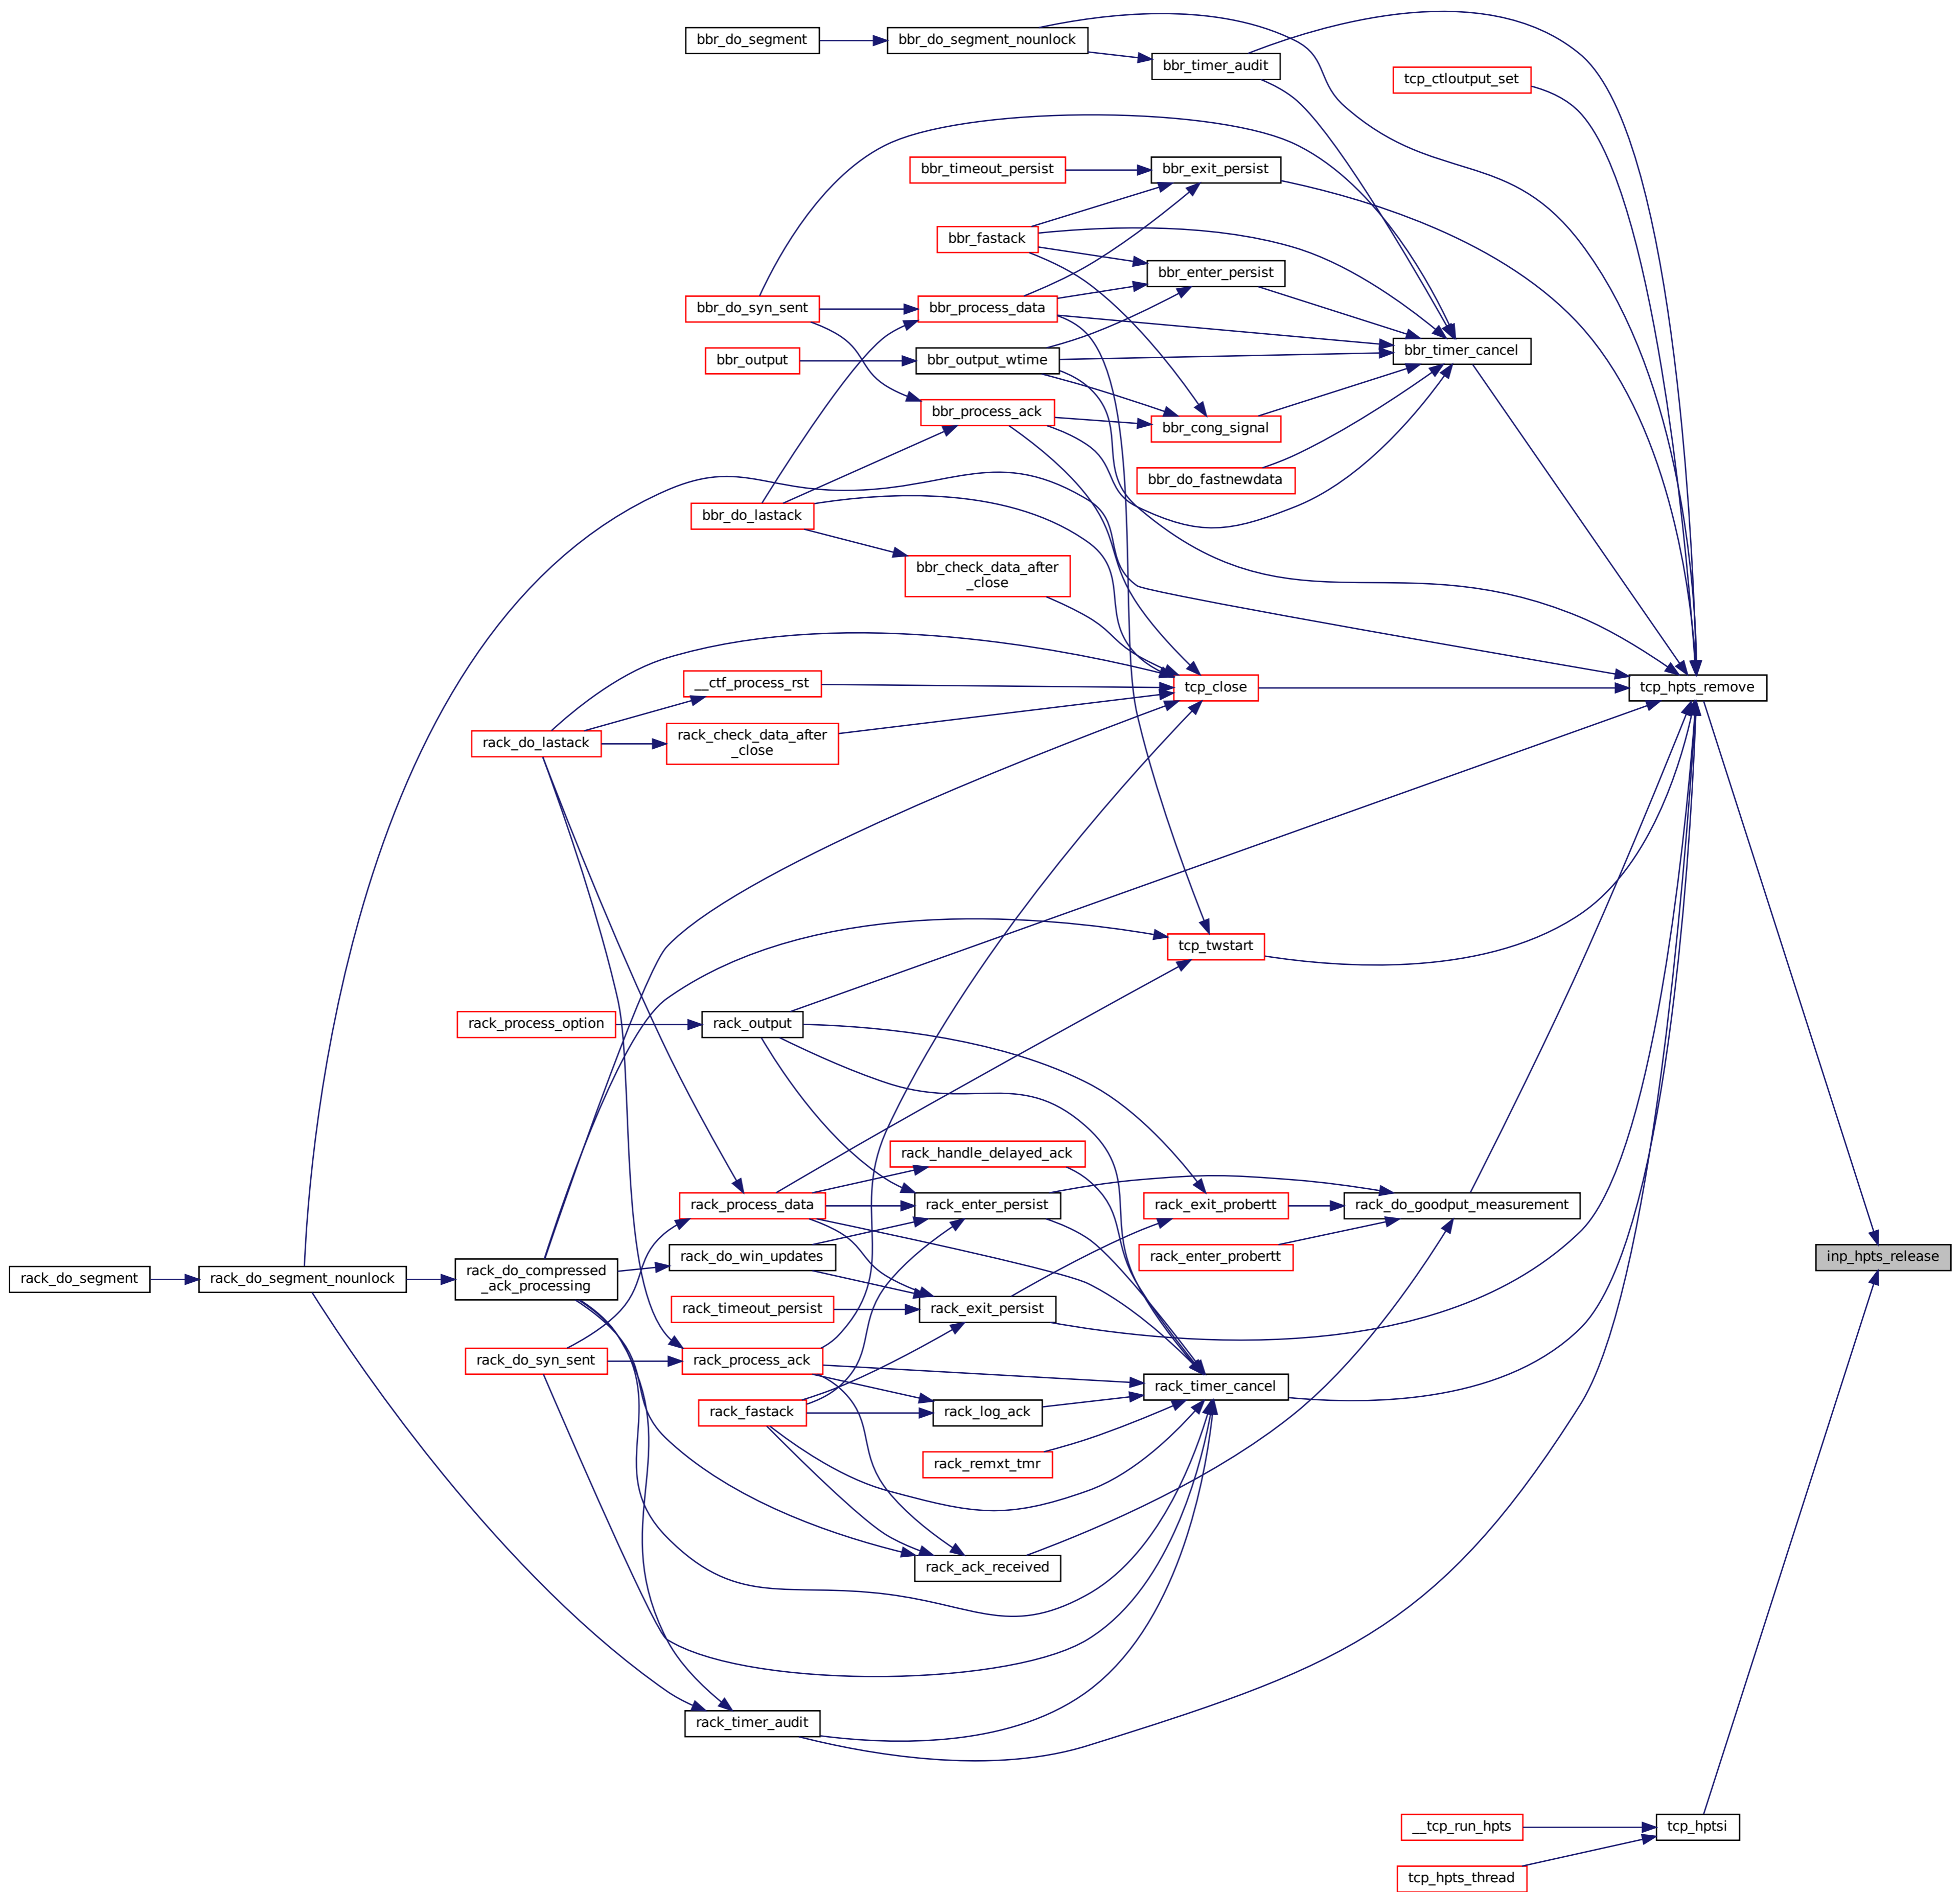 bbr_do_segment
bbr_do_segment_nounlock
bbr_timer_audit
tcp_ctloutput_set
bbr_timeout_persist
bbr_exit_persist
bbr_fastack
bbr_enter_persist
bbr_do_syn_sent
bbr_process_data
bbr_output
bbr_output_wtime
bbr_timer_cancel
bbr_process_ack
bbr_cong_signal
bbr_do_fastnewdata
bbr_do_lastack
bbr_check_data_after
_close
__ctf_process_rst
tcp_close
tcp_hpts_remove
rack_do_lastack
rack_check_data_after
_close
tcp_twstart
rack_process_option
rack_output
rack_handle_delayed_ack
rack_process_data
rack_enter_persist
rack_exit_probertt
rack_do_goodput_measurement
rack_do_win_updates
rack_enter_probertt
inp_hpts_release
rack_do_segment
rack_do_segment_nounlock
rack_do_compressed
_ack_processing
rack_timeout_persist
rack_exit_persist
rack_do_syn_sent
rack_process_ack
rack_timer_cancel
rack_fastack
rack_log_ack
rack_remxt_tmr
rack_ack_received
rack_timer_audit
__tcp_run_hpts
tcp_hptsi
tcp_hpts_thread